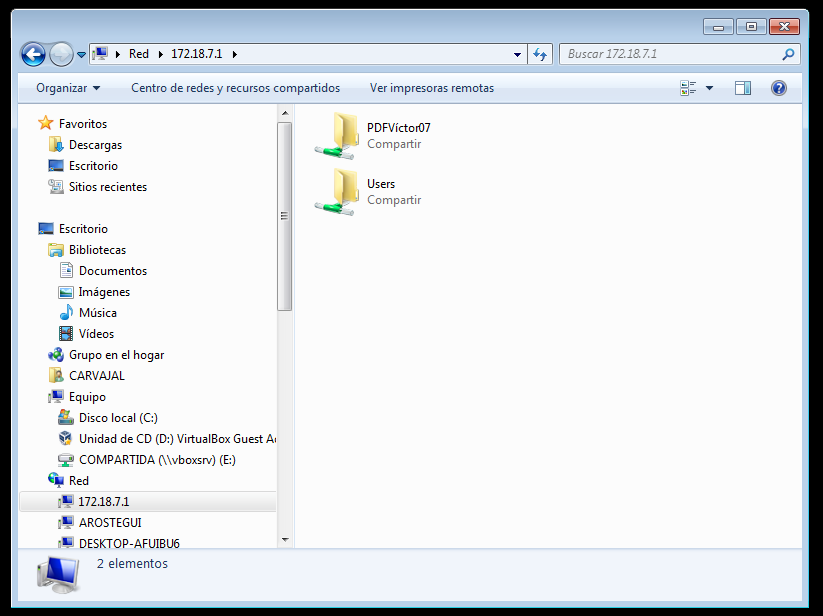 Red 172.18.7.1
Buscar 172.18.7.1
Organizar Centro de redes y recursos compartidos Ver impresoras remotas
Favoritos
Descargas
Escritorio
Sitios recientes
Escritorio
Bibliotecas
Documentos
Imágenes
Música
Vídeos
Grupo en el hogar
CARVAJAL
Equipo
Disco local (C:)
Unidad de CD (D:) VirtualBox Guest
COMPARTIDA (\\vboxsrv) (E:)
Red
172.18.7.1
AROSTEGUI
DESKTOP-AFUIBU6
PDFVíctor07
Compartir
Users
Compartir
2 elementos